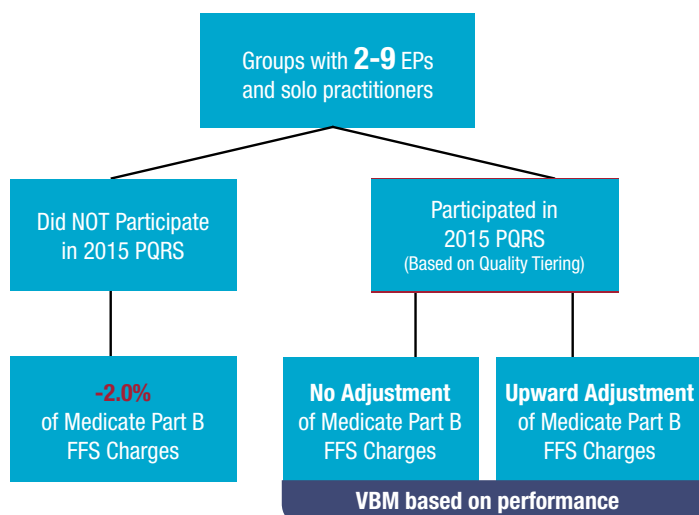 Groups with 2-9 EPs
and solo practitioners
Did NOT Participate
in 2015 PQRS
Participated in
2015 PQRS
(Based on Quality Tiering)
-2.0%
of Medicate Part B
FFS Charges
No Adjustment
of Medicate Part B
FFS Charges
Upward Adjustment
of Medicate Part B
FFS Charges
VBM based on performance